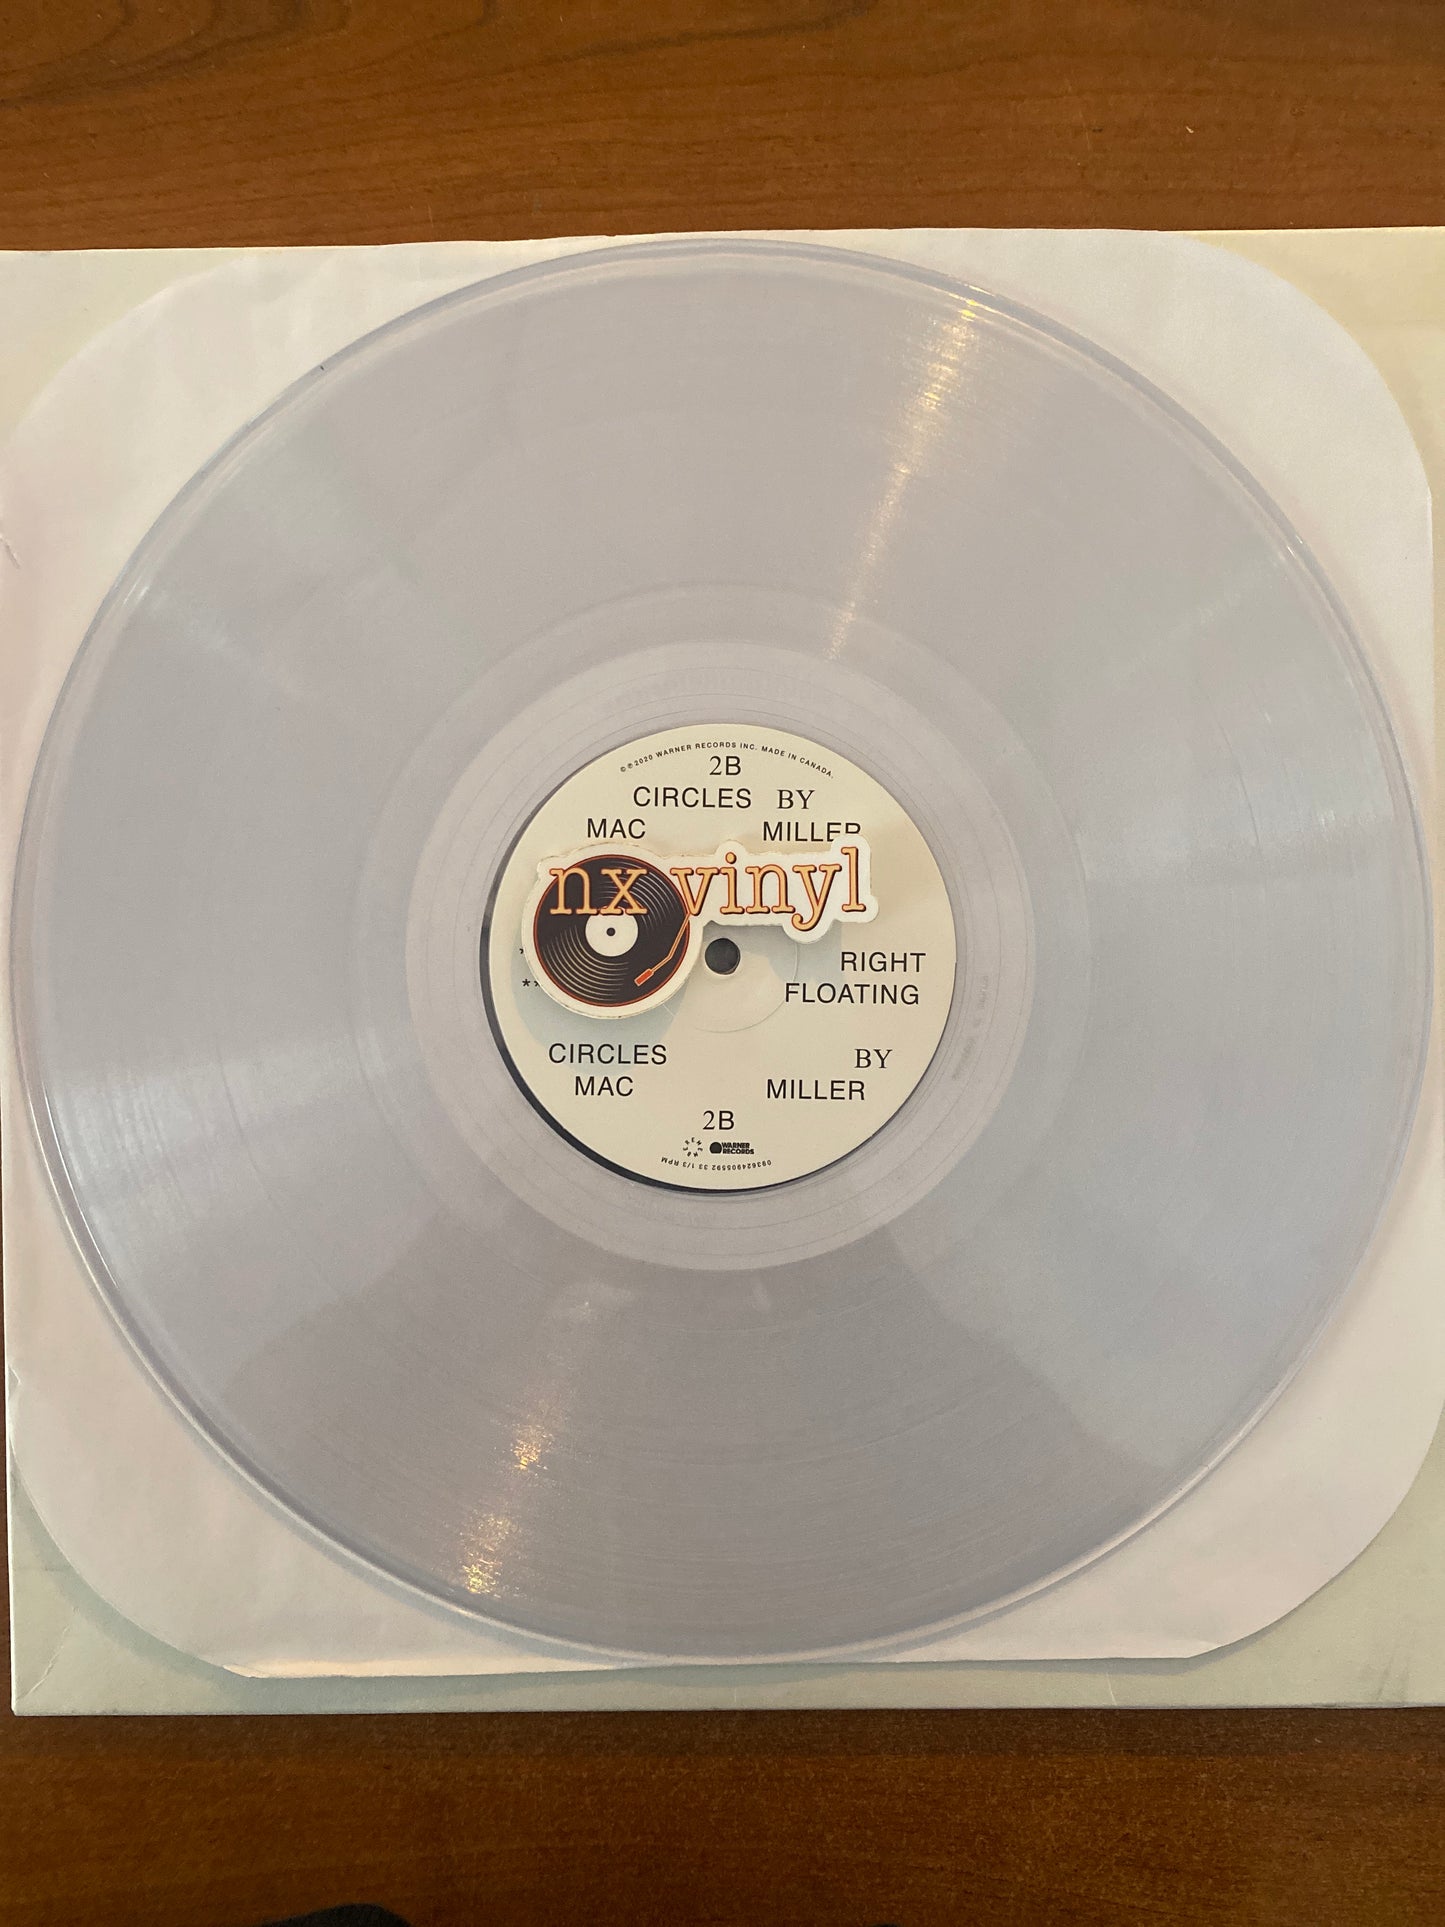 © ℗ 2020 WARNER RECORDS INC. MADE IN CANADA.
2B
CIRCLES BY
MAC MILLER
nx vinyl
* RIGHT
** FLOATING
CIRCLES BY
MAC MILLER
2B
WARNER
RECORDS
093624905592 33 1/3 RPM